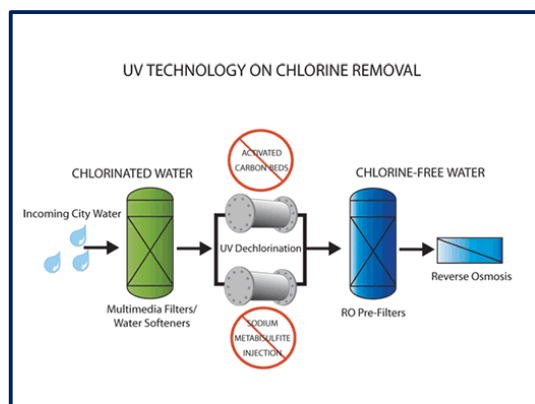 UV TECHNOLOGY ON CHLORINE REMOVAL
ACTIVATED
CARBON BEDS
CHLORINATED WATER
CHLORINE-FREE WATER
Incoming City Water
UV Dechlorination
Reverse Osmosis
Multimedia Filters/
Water Softeners
RO Pre-Filters
SODIUM
METABISULFITE
INJECTION